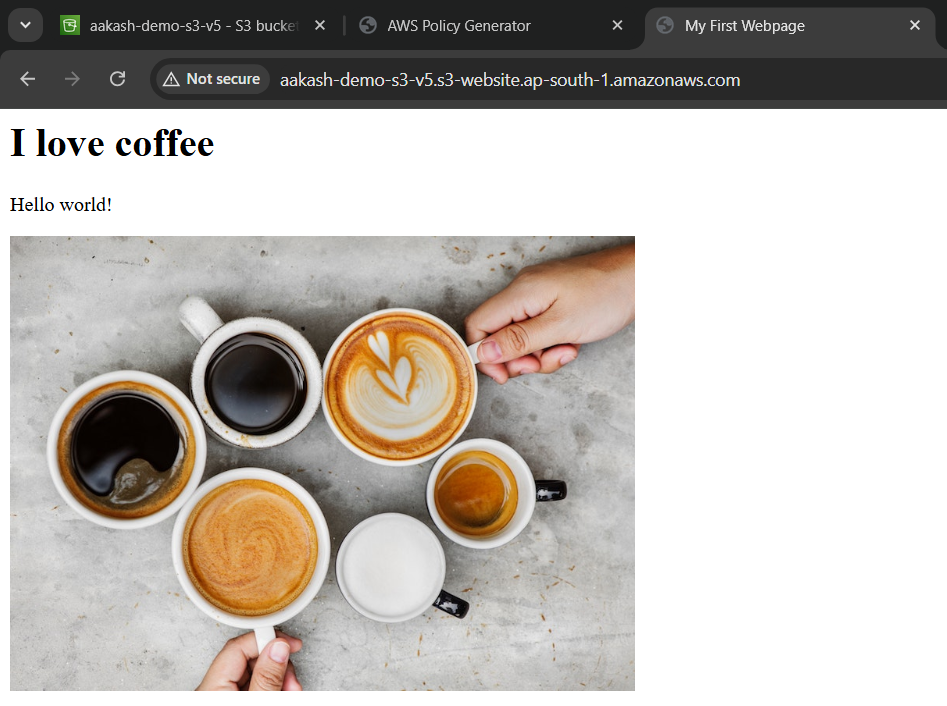 aakash-demo-s3-v5 - S3 bucket
AWS Policy Generator
My First Webpage
Not secure
aakash-demo-s3-v5.s3-website.ap-south-1.amazonaws.com
I love coffee
Hello world!